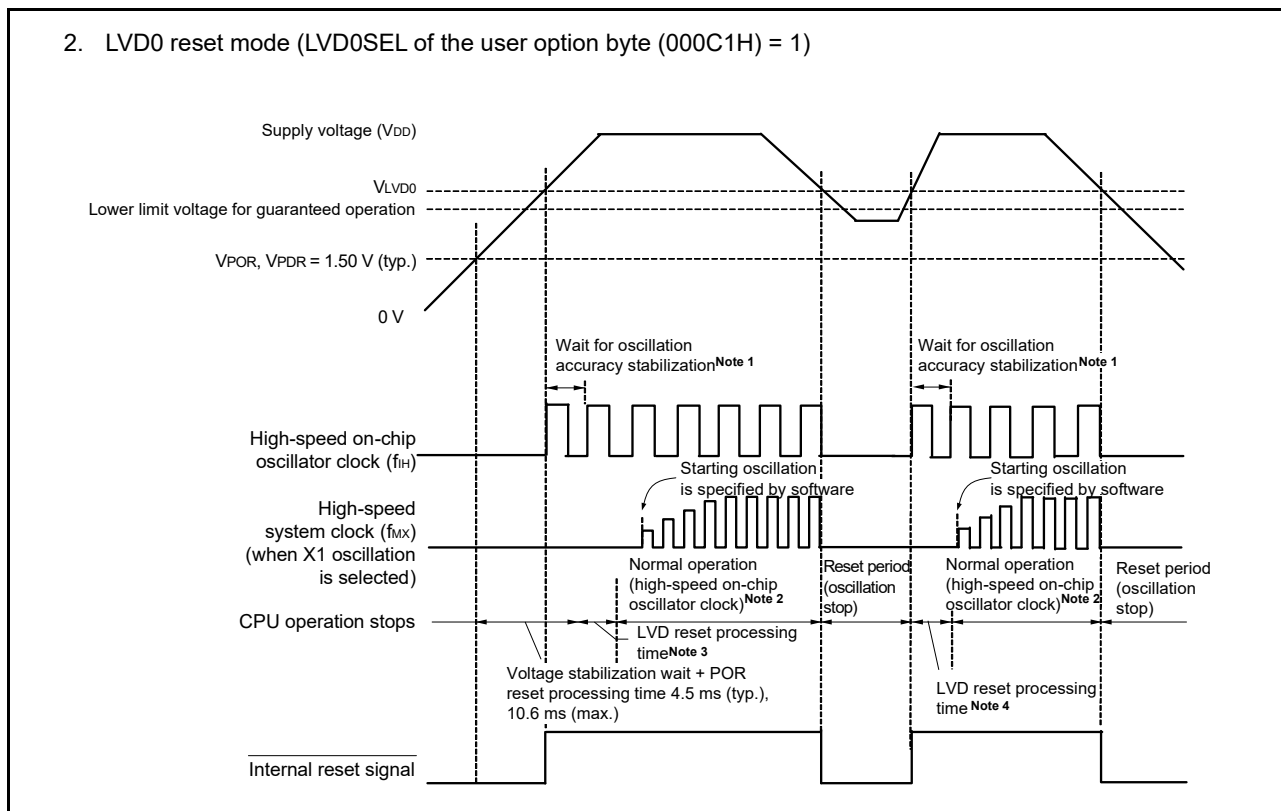 2. LVD0 reset mode (LVD0SEL of the user option byte (000C1H) = 1)
Supply voltage (VDD)
VLVD0
Lower limit voltage for guaranteed operation
VPOR, VPDR = 1.50 V (typ.)
0 V
Wait for oscillation
accuracy stabilizationNote 1
Wait for oscillation
accuracy stabilizationNote 1
High-speed on-chip
oscillator clock (fIH)
Starting oscillation
is specified by software
Starting oscillation
is specified by software
High-speed
system clock (fMX)
(when X1 oscillation
is selected)
Normal operation
(high-speed on-chip
oscillator clock)Note 2
Reset period
(oscillation
stop)
Normal operation
(high-speed on-chip
oscillator clock)Note 2
Reset period
(oscillation
stop)
CPU operation stops
LVD reset processing
timeNote 3
Voltage stabilization wait + POR
reset processing time 4.5 ms (typ.),
10.6 ms (max.)
LVD reset processing
time Note 4
Internal reset signal